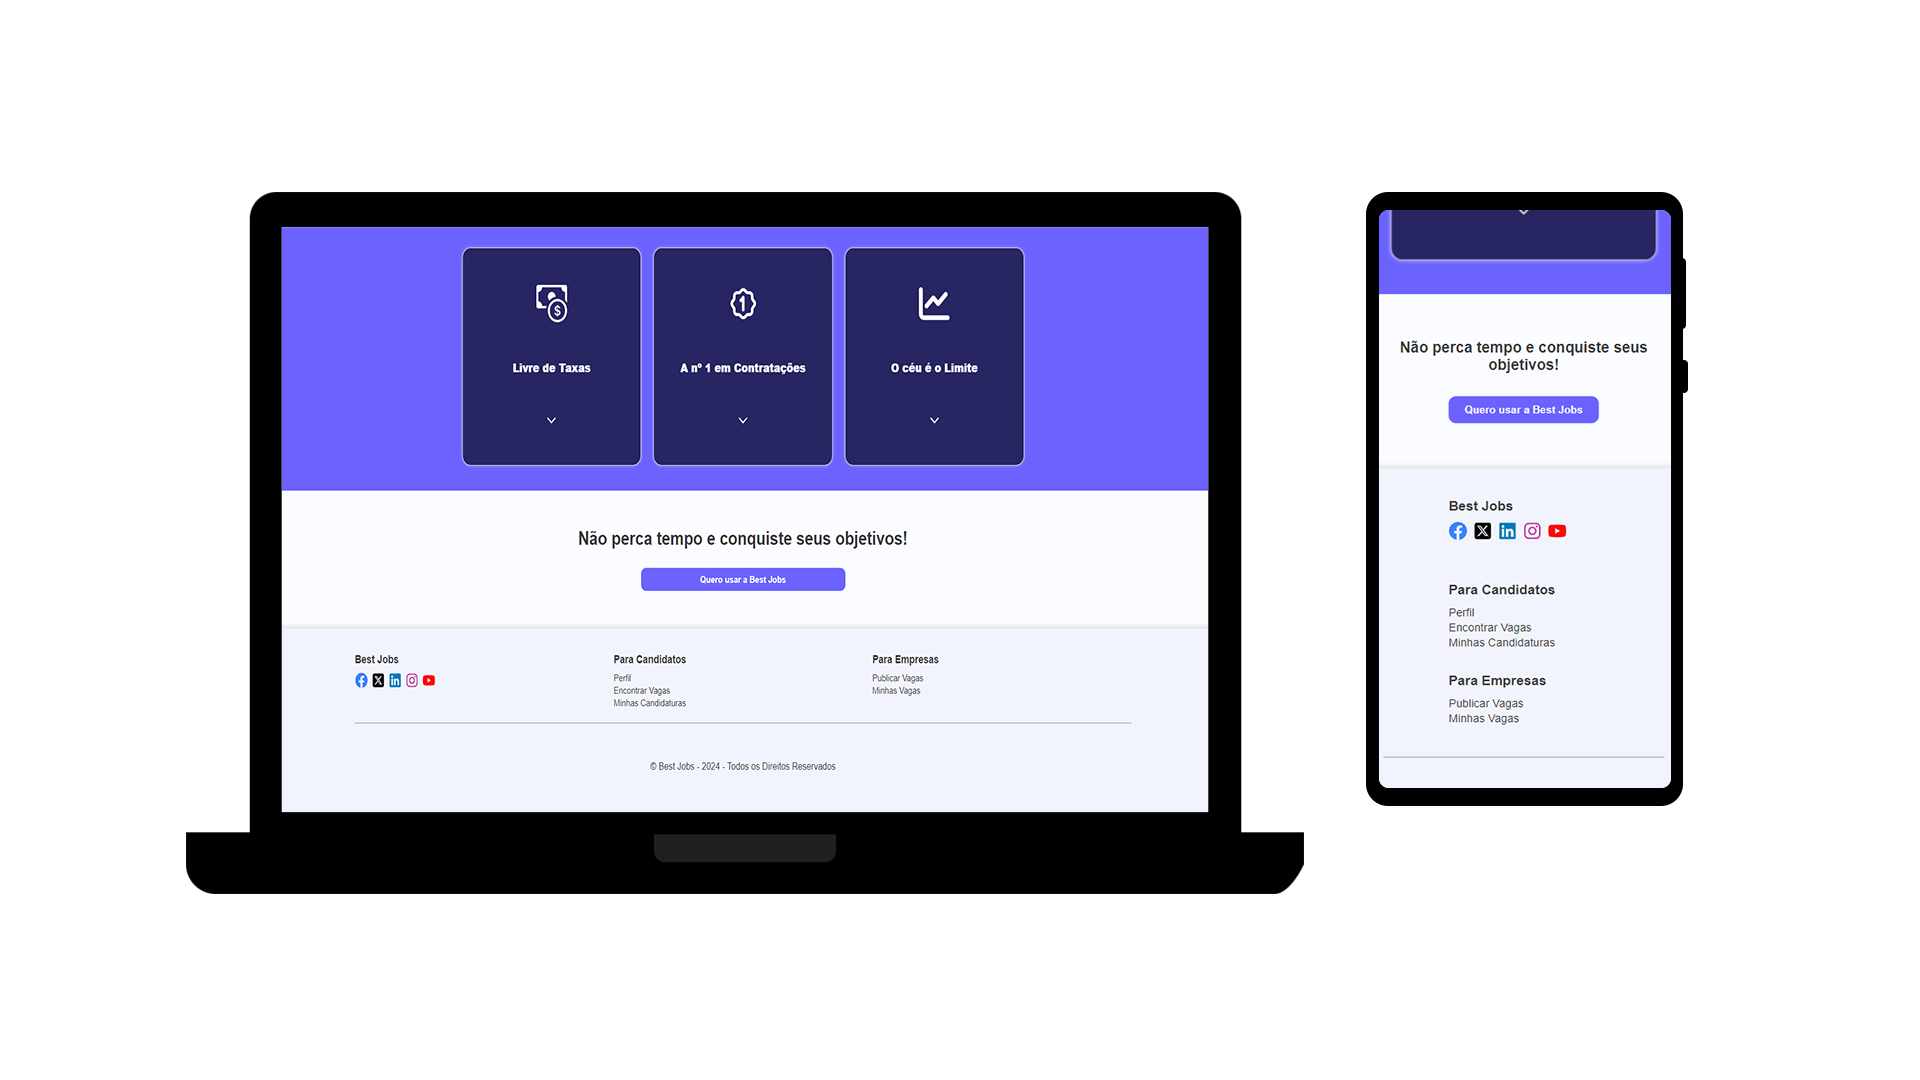 Livre de Taxas
A nº 1 em Contratações
O céu é o Limite
Não perca tempo e conquiste seus objetivos!
Quero usar a Best Jobs
Best Jobs
Para Candidatos
Perfil
Encontrar Vagas
Minhas Candidaturas
Para Empresas
Publicar Vagas
Minhas Vagas
© Best Jobs - 2024 - Todos os Direitos Reservados
Não perca tempo e conquiste seus
objetivos!
Quero usar a Best Jobs
Best Jobs
Para Candidatos
Perfil
Encontrar Vagas
Minhas Candidaturas
Para Empresas
Publicar Vagas
Minhas Vagas